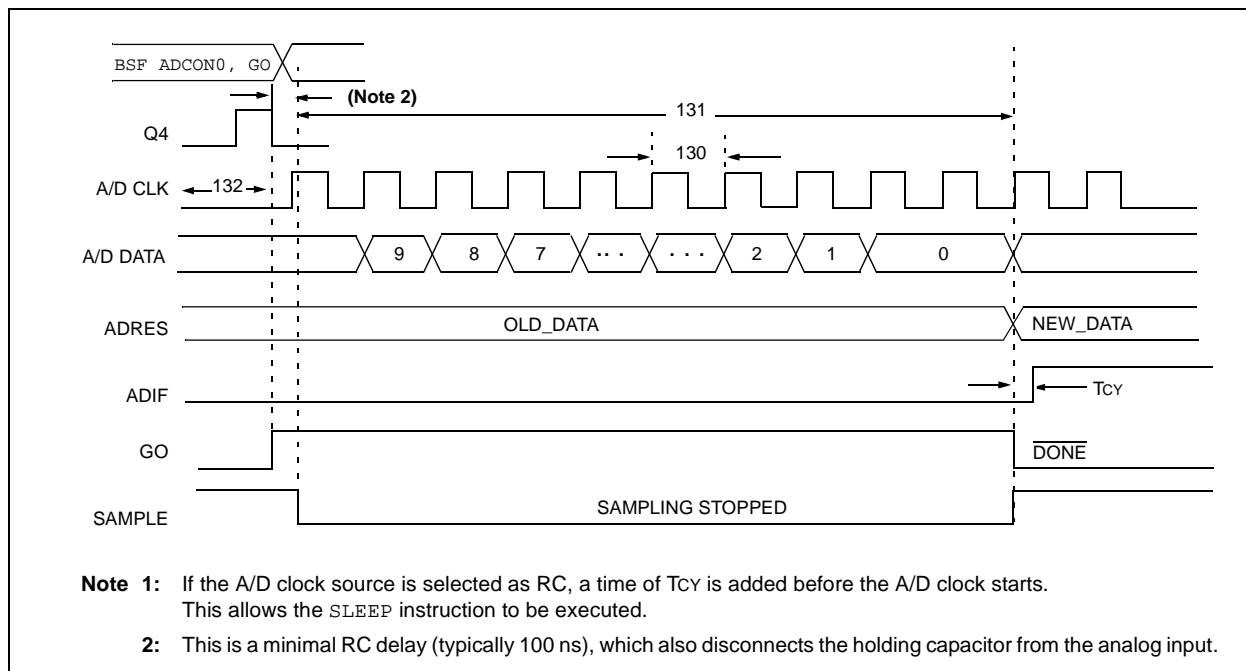 BSF ADCON0, GO
(Note 2)
131
Q4
130
A/D CLK
132
A/D DATA
9 8 7 . . . . . . 2 1 0
ADRES
OLD_DATA
NEW_DATA
ADIF
TCY
GO
DONE
SAMPLE
SAMPLING STOPPED
Note 1: If the A/D clock source is selected as RC, a time of TCY is added before the A/D clock starts.
This allows the SLEEP instruction to be executed.
2: This is a minimal RC delay (typically 100 ns), which also disconnects the holding capacitor from the analog input.